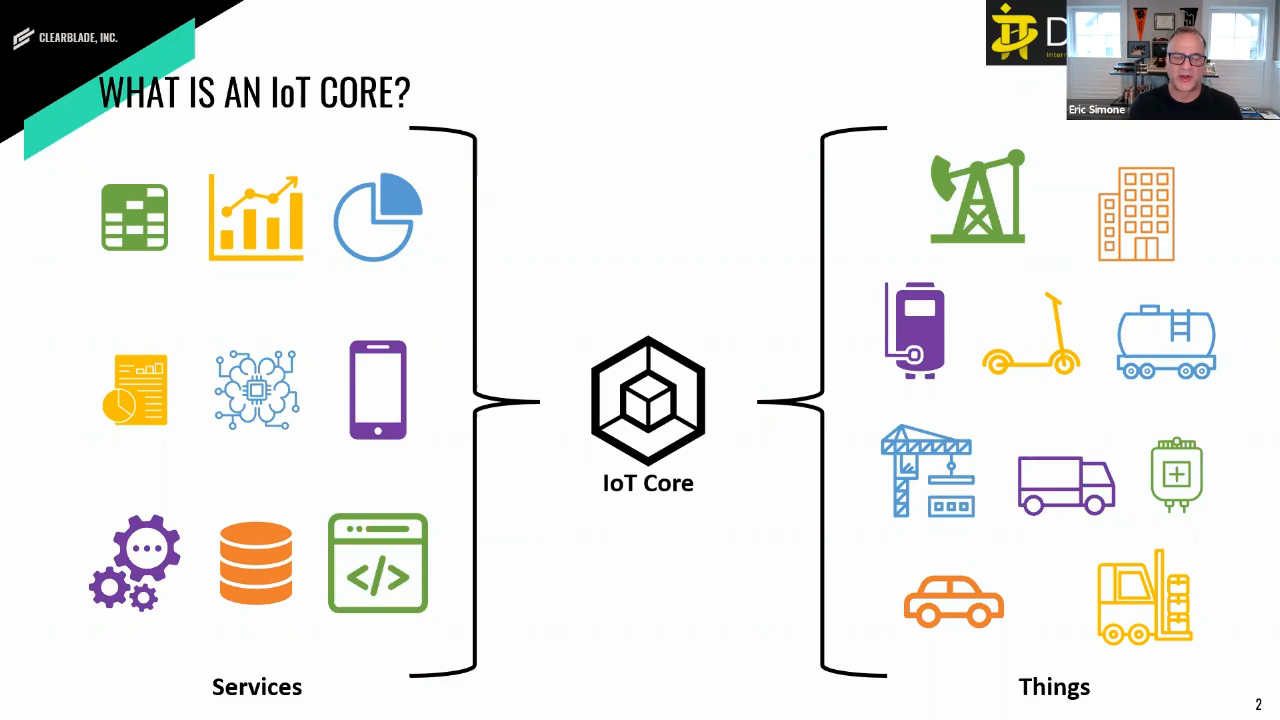 CLEARBLADE, INC.
WHAT IS AN IoT CORE?
Eric Simone
IoT Core
Services
Things
2